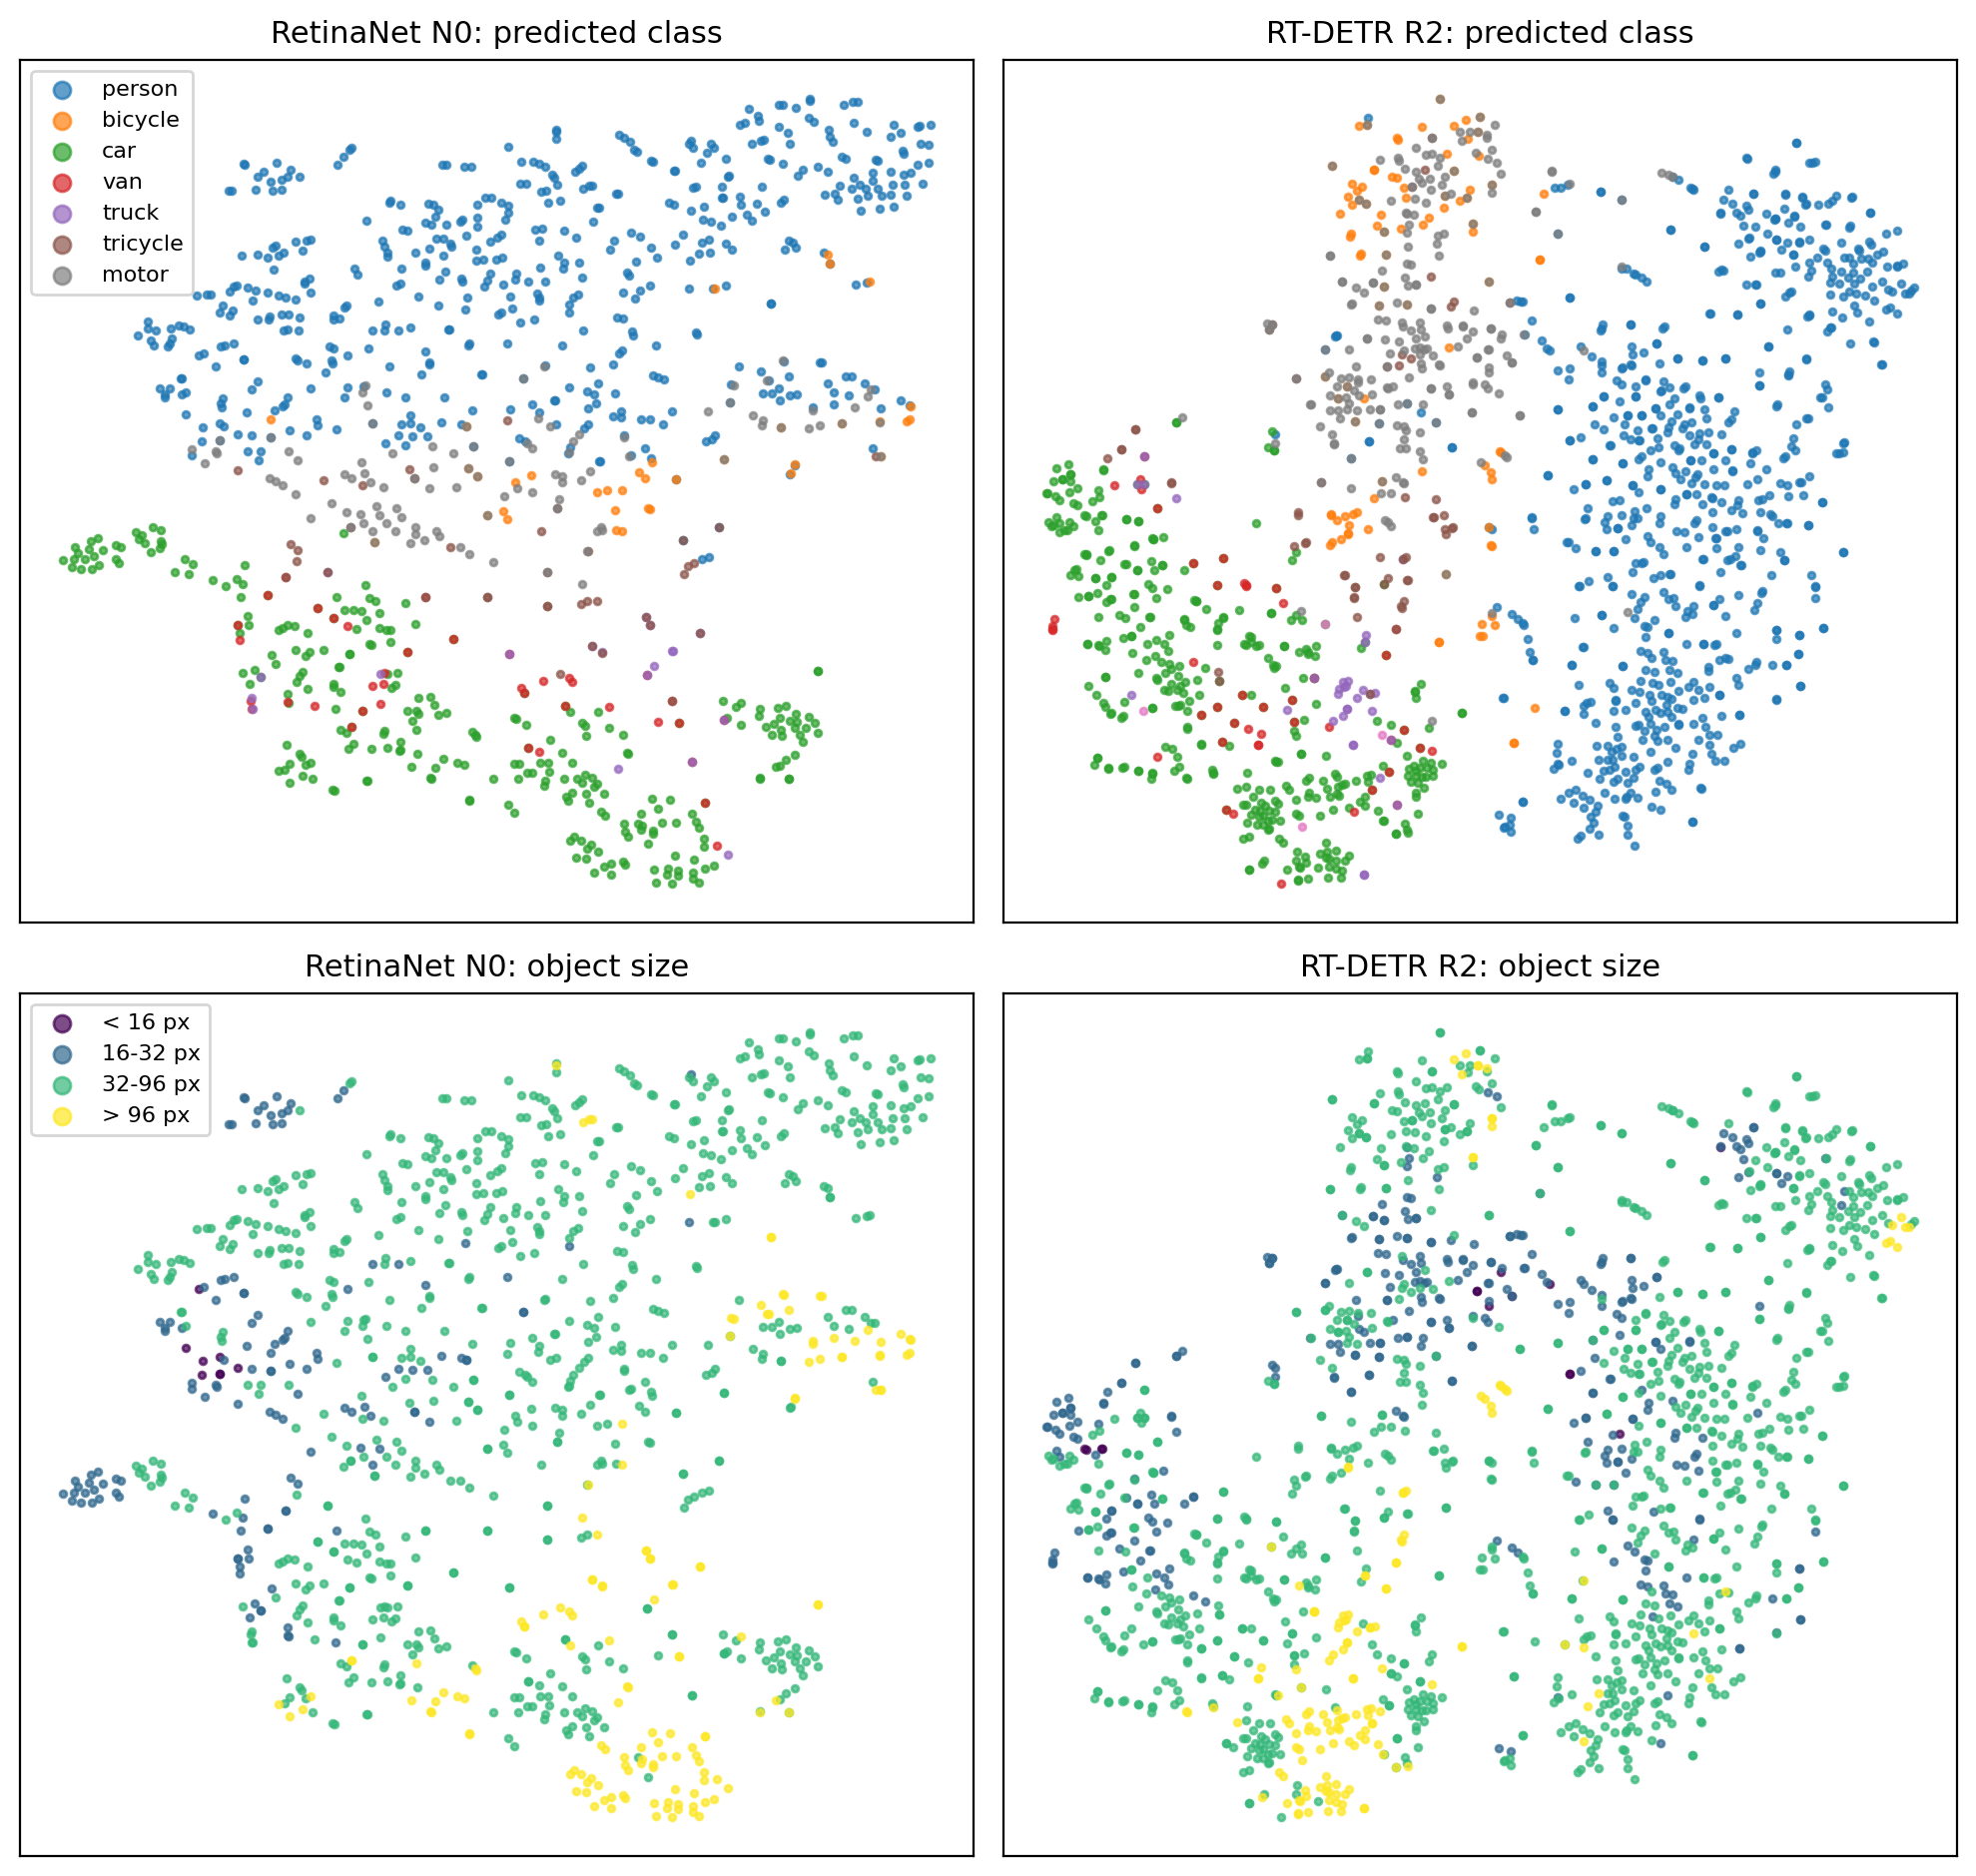 RetinaNet N0: predicted class
RT-DETR R2: predicted class
person
bicycle
car
van
truck
tricycle
motor
RetinaNet N0: object size
RT-DETR R2: object size
< 16 px
16-32 px
32-96 px
> 96 px